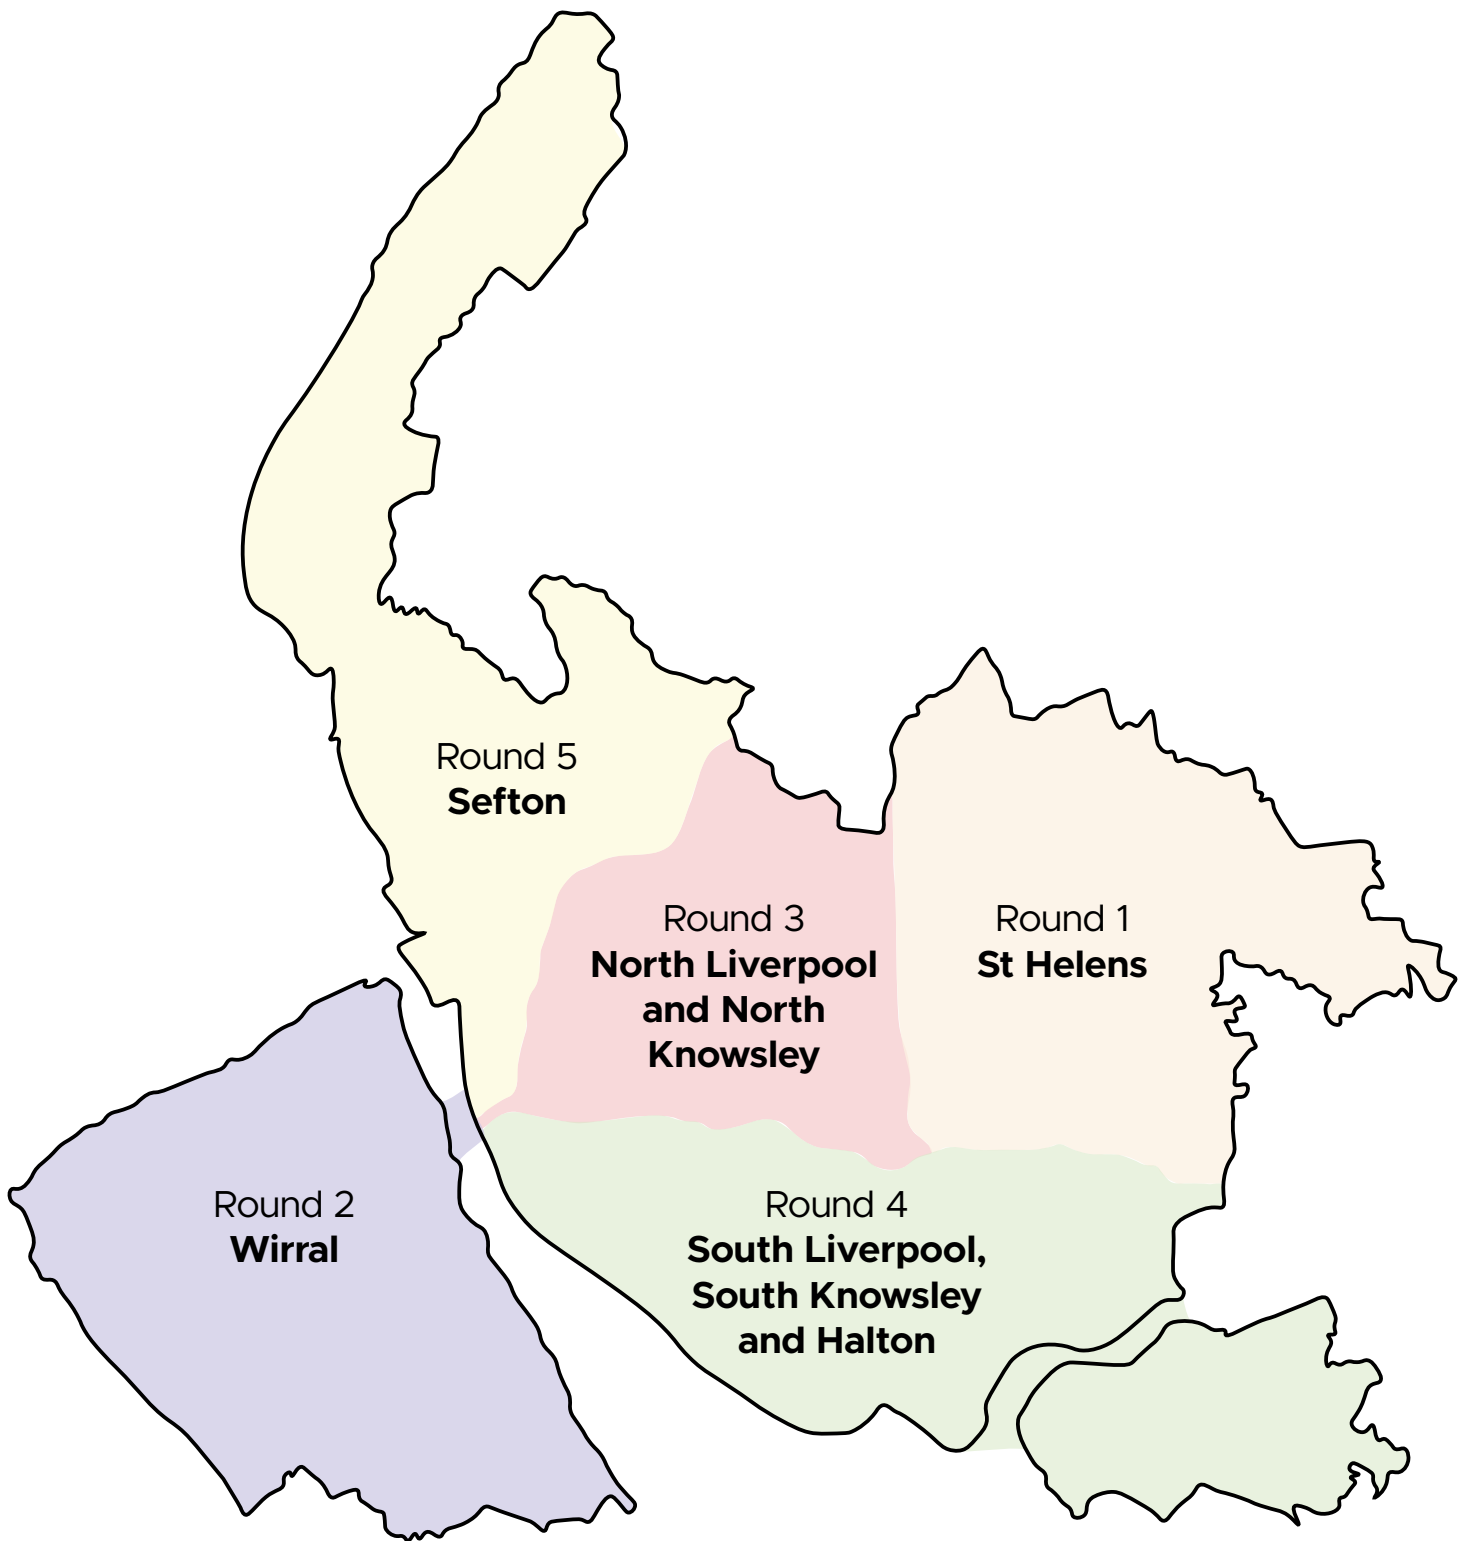 Round 5
Sefton
Round 3
North Liverpool
and North
Knowsley
Round 1
St Helens
Round 2
Wirral
Round 4
South Liverpool,
South Knowsley
and Halton